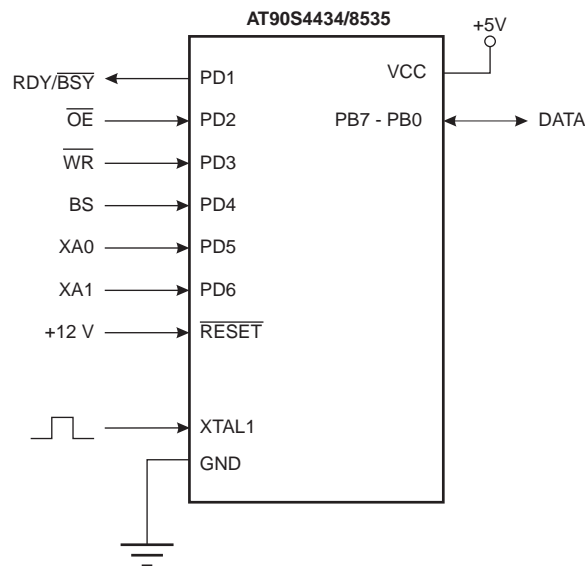 AT90S4434/8535
+5V
RDY/BSY
PD1
VCC
OE
PD2
PB7 - PB0
DATA
WR
PD3
BS
PD4
XA0
PD5
XA1
PD6
+12 V
RESET
XTAL1
GND